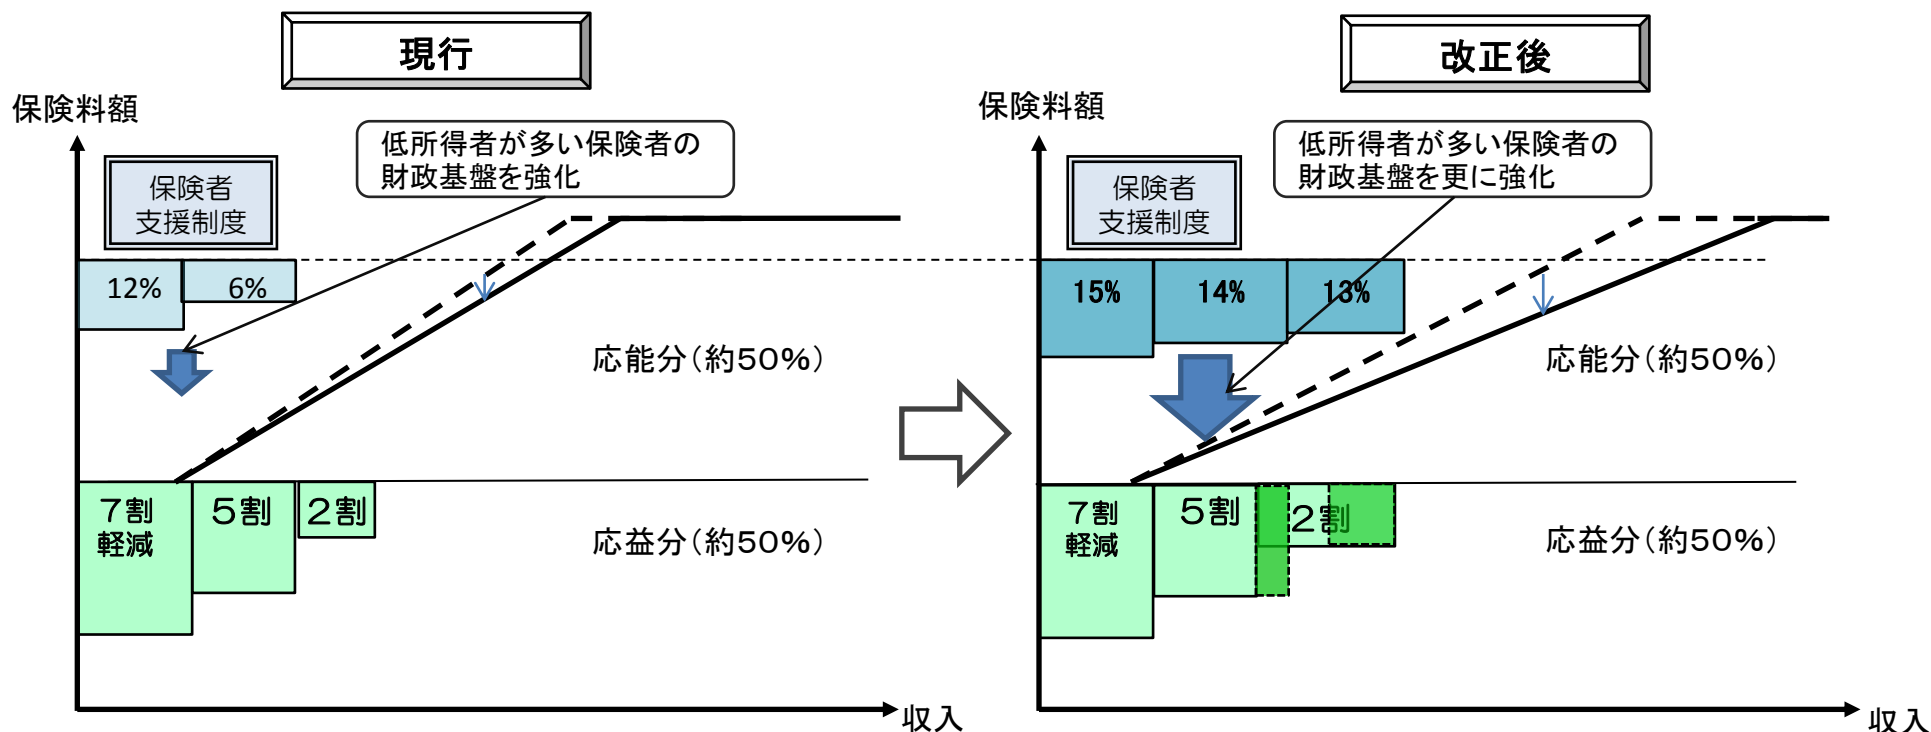 現行
保険料額
低所得者が多い保険者の
財政基盤を強化
保険者
支援制度
12%
6%
応能分（約50%）
7割
軽減
5割
2割
応益分（約50%）
収入
改正後
保険料額
低所得者が多い保険者の
財政基盤を更に強化
保険者
支援制度
15%
14%
13%
応能分（約50%）
7割
軽減
5割
2割
応益分（約50%）
収入